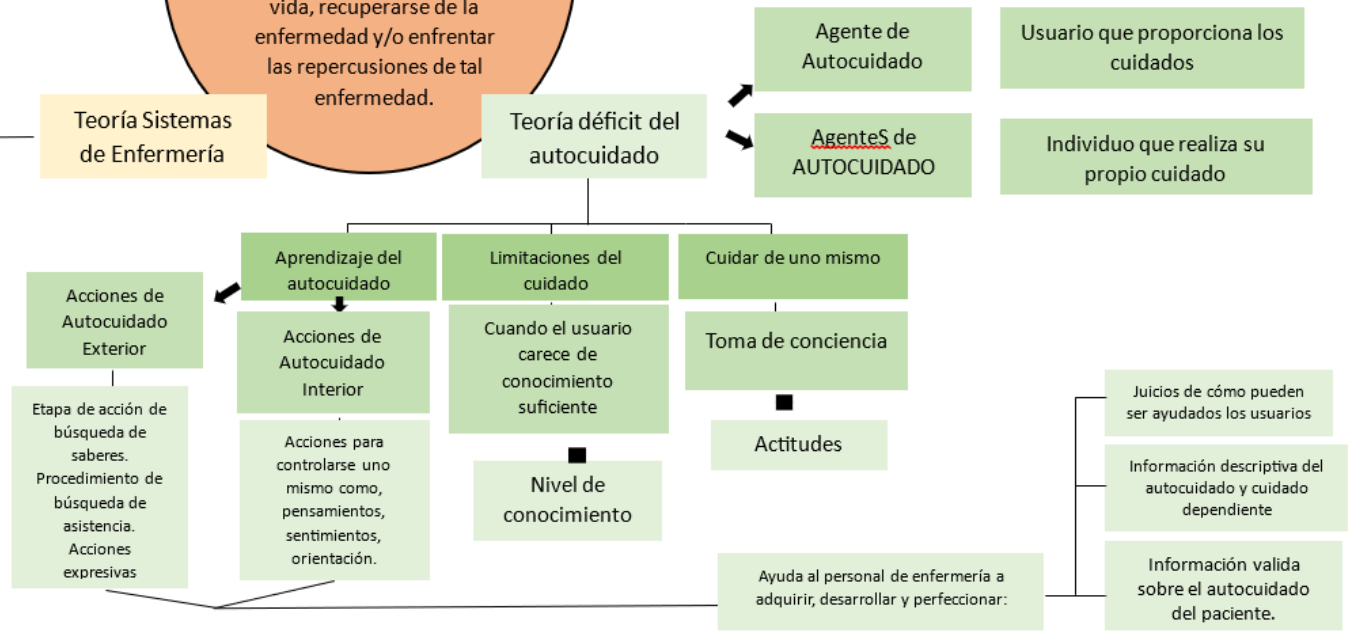 vida, recuperarse de la
enfermedad y/o enfrentar
las repercusiones de tal
enfermedad.
Teoría Sistemas
de Enfermería
Teoría déficit del
autocuidado
Agente de
Autocuidado
Usuario que proporciona los
cuidados
AgenteS de
AUTOCUIDADO
Individuo que realiza su
propio cuidado
Aprendizaje del
autocuidado
Limitaciones del
cuidado
Cuidar de uno mismo
Acciones de
Autocuidado
Exterior
Acciones de
Autocuidado
Interior
Cuando el usuario
carece de
conocimiento
suficiente
Toma de conciencia
Etapa de acción de
búsqueda de
saberes.
Procedimiento de
búsqueda de
asistencia.
Acciones
expresivas
Acciones para
controlarse uno
mismo como,
pensamientos,
sentimientos,
orientación.
Nivel de
conocimiento
Actitudes
Ayuda al personal de enfermería a
adquirir, desarrollar y perfeccionar:
Juicios de cómo pueden
ser ayudados los usuarios
Información descriptiva del
autocuidado y cuidado
dependiente
Información valida
sobre el autocuidado
del paciente.